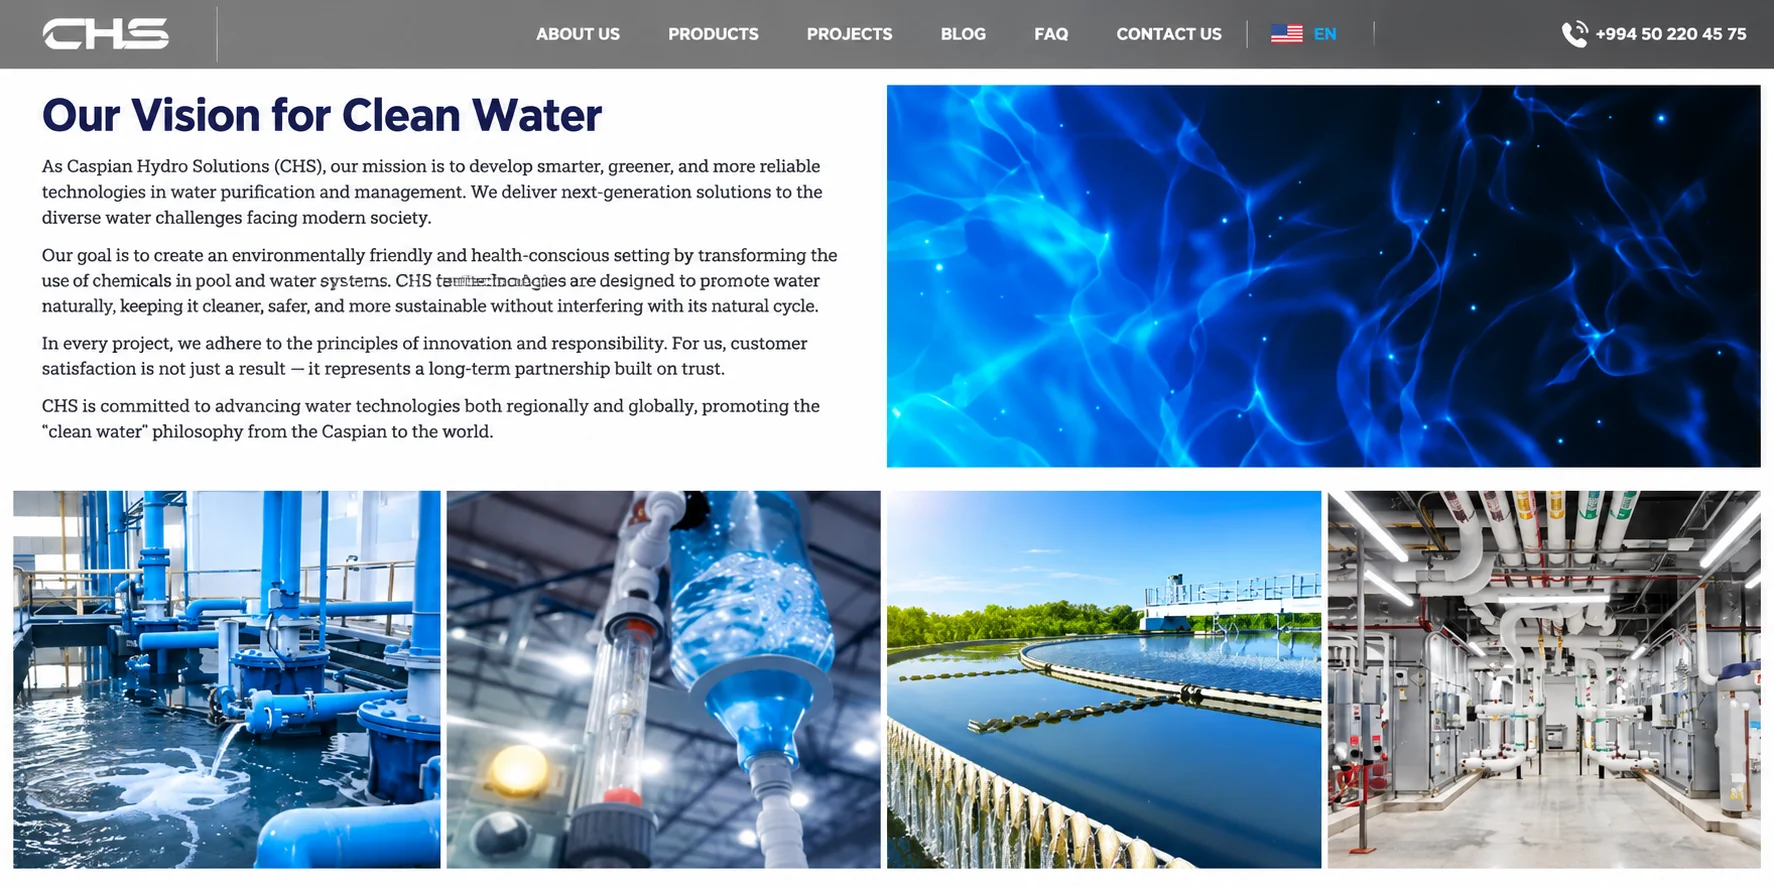 CHS
ABOUT US
PRODUCTS
PROJECTS
BLOG
FAQ
CONTACT US
EN
+994 50 220 45 75
Our Vision for Clean Water
As Caspian Hydro Solutions (CHS), our mission is to develop smarter, greener, and more reliable
technologies in water purification and management. We deliver next-generation solutions to the
diverse water challenges facing modern society.
Our goal is to create an environmentally friendly and health-conscious setting by transforming the
use of chemicals in pool and water systems. CHS are designed to promote water
naturally, keeping it cleaner, safer, and more sustainable without interfering with its natural cycle.
In every project, we adhere to the principles of innovation and responsibility. For us, customer
satisfaction is not just a result — it represents a long-term partnership built on trust.
CHS is committed to advancing water technologies both regionally and globally, promoting the
"clean water" philosophy from the Caspian to the world.